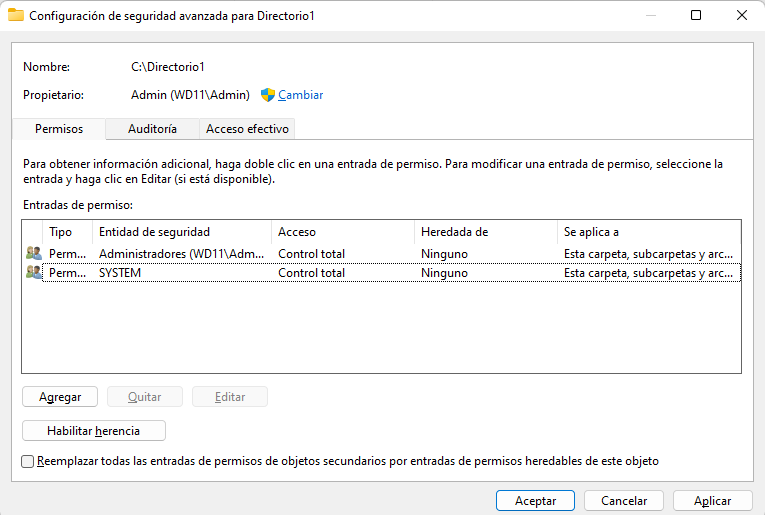 Configuración de seguridad avanzada para Directorio1
Nombre: C:\Directorio1
Propietario: Admin (WD11\Admin) Cambiar
Permisos Auditoría Acceso efectivo
Para obtener información adicional, haga doble clic en una entrada de permiso. Para modificar una entrada de permiso, seleccione la
entrada y haga clic en Editar (si está disponible).
Entradas de permiso:
Tipo Entidad de seguridad Acceso Heredada de Se aplica a
Perm... Administradores (WD11\Adm... Control total Ninguno Esta carpeta, subcarpetas y arc...
Perm... SYSTEM Control total Ninguno Esta carpeta, subcarpetas y arc...
Agregar Quitar Editar
Habilitar herencia
Reemplazar todas las entradas de permisos de objetos secundarios por entradas de permisos heredables de este objeto
Aceptar Cancelar Aplicar